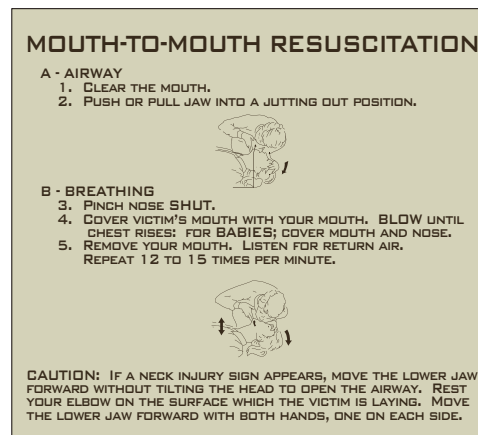 MOUTH-TO-MOUTH RESUSCITATION
A - AIRWAY
1. CLEAR THE MOUTH.
2. PUSH OR PULL JAW INTO A JUTTING OUT POSITION.
B - BREATHING
3. PINCH NOSE SHUT.
4. COVER VICTIM'S MOUTH WITH YOUR MOUTH. BLOW UNTIL
CHEST RISES: FOR BABIES; COVER MOUTH AND NOSE.
5. REMOVE YOUR MOUTH. LISTEN FOR RETURN AIR.
REPEAT 12 TO 15 TIMES PER MINUTE.
CAUTION: IF A NECK INJURY SIGN APPEARS, MOVE THE LOWER JAW
FORWARD WITHOUT TILTING THE HEAD TO OPEN THE AIRWAY. REST
YOUR ELBOW ON THE SURFACE WHICH THE VICTIM IS LAYING. MOVE
THE LOWER JAW FORWARD WITH BOTH HANDS, ONE ON EACH SIDE.